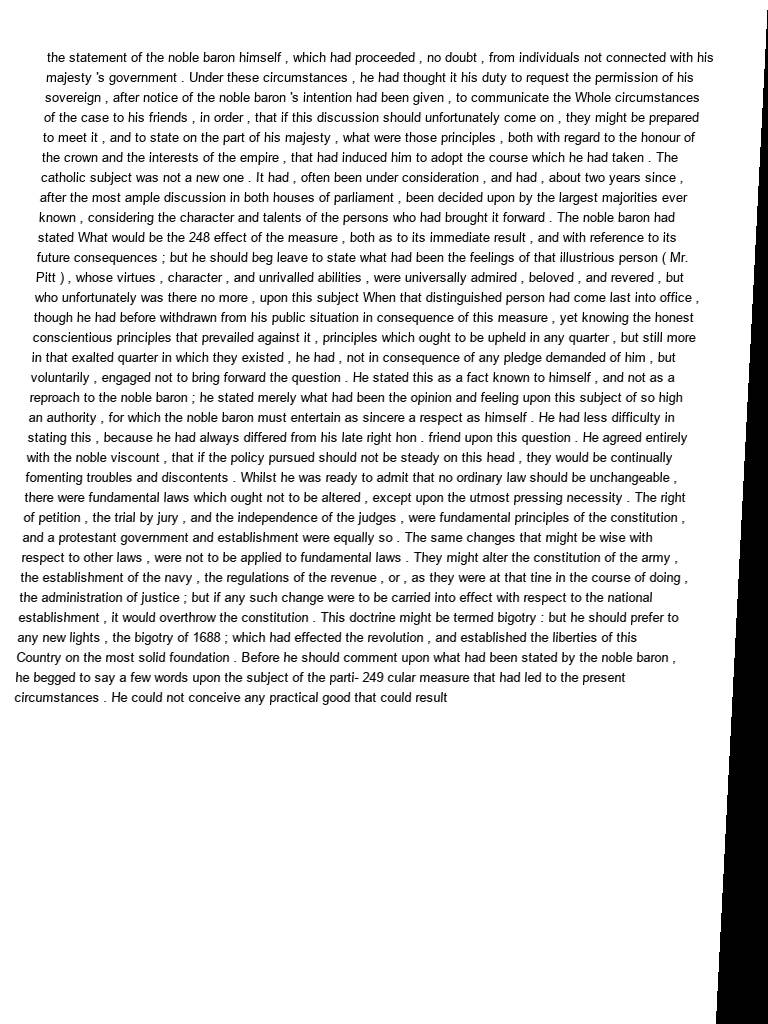 the statement of the noble baron himself , which had proceeded , no doubt , from individuals not connected with his
majesty 's government . Under these circumstances , he had thought it his duty to request the permission of his
sovereign , after notice of the noble baron 's intention had been given , to communicate the Whole circumstances
of the case to his friends , in order , that if this discussion should unfortunately come on , they might be prepared
to meet it , and to state on the part of his majesty , what were those principles , both with regard to the honour of
the crown and the interests of the empire , that had induced him to adopt the course which he had taken . The
catholic subject was not a new one . It had , often been under consideration , and had , about two years since ,
after the most ample discussion in both houses of parliament , been decided upon by the largest majorities ever
known , considering the character and talents of the persons who had brought it forward . The noble baron had
stated What would be the 248 effect of the measure , both as to its immediate result , and with reference to its
future consequences ; but he should beg leave to state what had been the feelings of that illustrious person ( Mr.
Pitt ) , whose virtues , character , and unrivalled abilities , were universally admired , beloved , and revered , but
who unfortunately was there no more , upon this subject When that distinguished person had come last into office ,
though he had before withdrawn from his public situation in consequence of this measure , yet knowing the honest
conscientious principles that prevailed against it , principles which ought to be upheld in any quarter , but still more
in that exalted quarter in which they existed , he had , not in consequence of any pledge demanded of him , but
voluntarily , engaged not to bring forward the question . He stated this as a fact known to himself , and not as a
reproach to the noble baron ; he stated merely what had been the opinion and feeling upon this subject of so high
an authority , for which the noble baron must entertain as sincere a respect as himself . He had less difficulty in
stating this , because he had always differed from his late right hon . friend upon this question . He agreed entirely
with the noble viscount , that if the policy pursued should not be steady on this head , they would be continually
fomenting troubles and discontents . Whilst he was ready to admit that no ordinary law should be unchangeable ,
there were fundamental laws which ought not to be altered , except upon the utmost pressing necessity . The right
of petition , the trial by jury , and the independence of the judges , were fundamental principles of the constitution ,
and a protestant government and establishment were equally so . The same changes that might be wise with
respect to other laws , were not to be applied to fundamental laws . They might alter the constitution of the army ,
the establishment of the navy , the regulations of the revenue , or , as they were at that tine in the course of doing ,
the administration of justice ; but if any such change were to be carried into effect with respect to the national
establishment , it would overthrow the constitution . This doctrine might be termed bigotry : but he should prefer to
any new lights , the bigotry of 1688 ; which had effected the revolution , and established the liberties of this
Country on the most solid foundation . Before he should comment upon what had been stated by the noble baron ,
he begged to say a few words upon the subject of the parti- 249 cular measure that had led to the present
circumstances . He could not conceive any practical good that could result